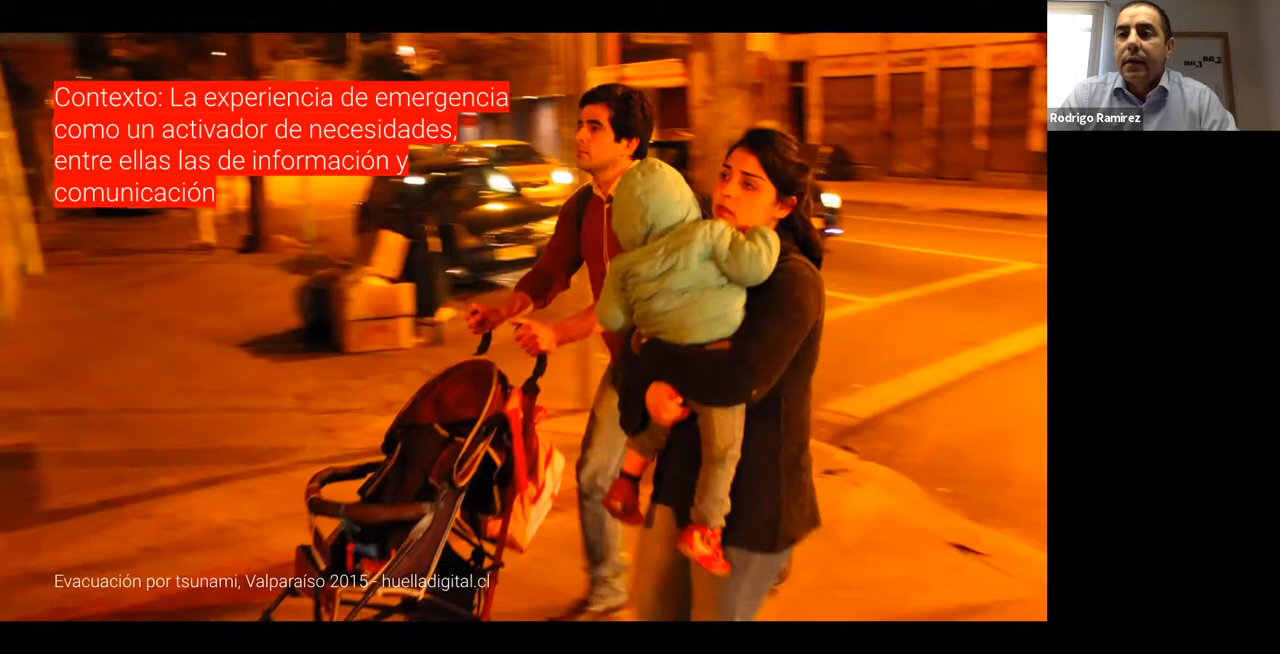 Contexto: La experiencia de emergencia
como un activador de necesidades,
entre ellas las de información y
comunicación
Evacuación por tsunami, Valparaíso 2015 - huelladigital.cl
Rodrigo Ramirez